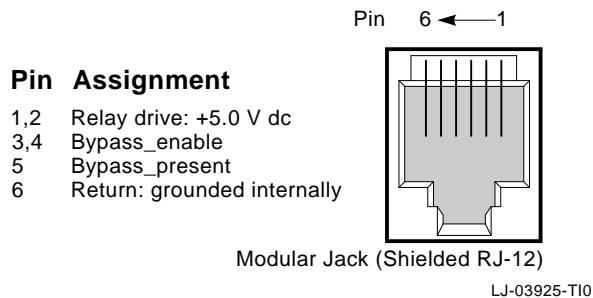 Pin 6 1
Pin Assignment
1,2 Relay drive: +5.0 V dc
3,4 Bypass_enable
5 Bypass_present
6 Return: grounded internally
Modular Jack (Shielded RJ-12)
LJ-03925-TI0